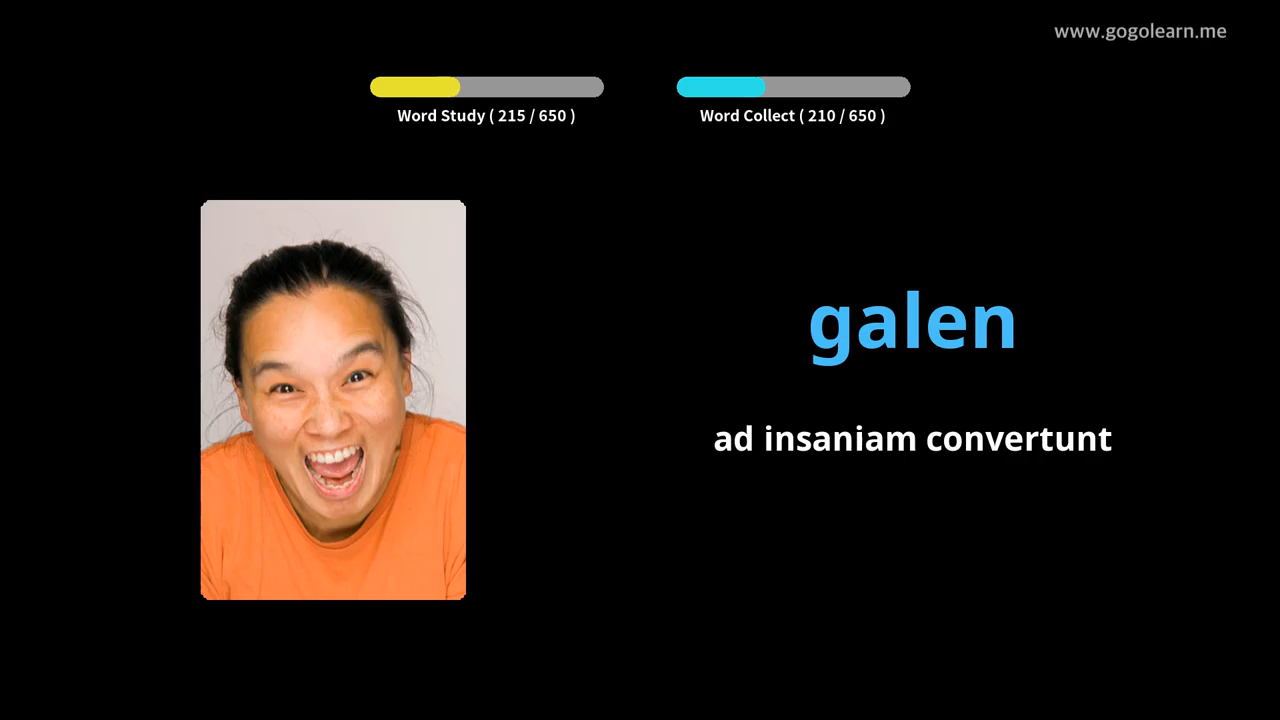 www.gogolearn.me
Word Study ( 215 / 650 )
Word Collect ( 210 / 650 )
galen
ad insaniam convertunt